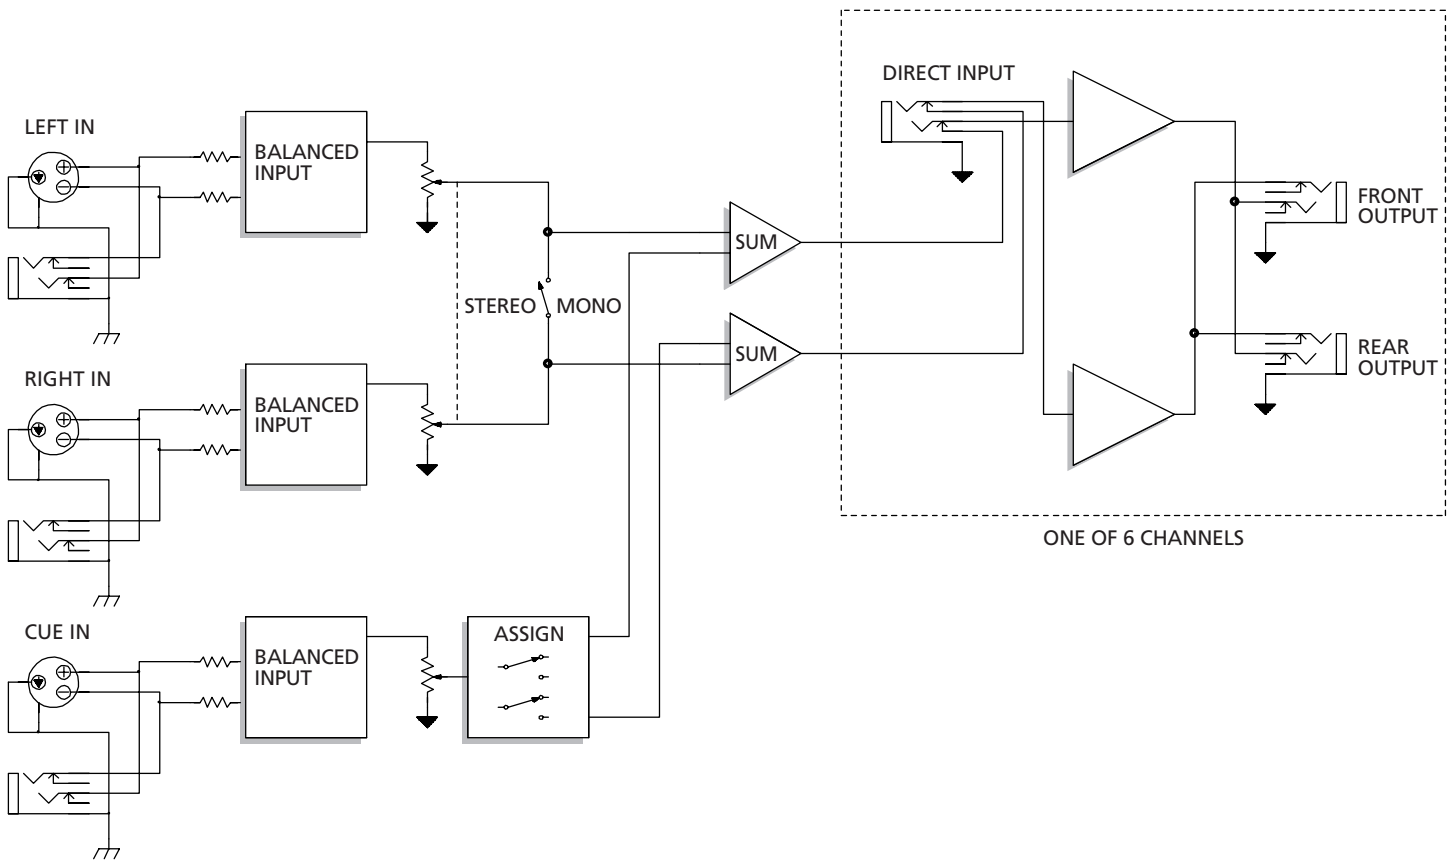 DIRECT INPUT
LEFT IN
BALANCED
INPUT
FRONT
OUTPUT
SUM
STEREO
MONO
SUM
REAR
OUTPUT
RIGHT IN
BALANCED
INPUT
ONE OF 6 CHANNELS
CUE IN
BALANCED
INPUT
ASSIGN